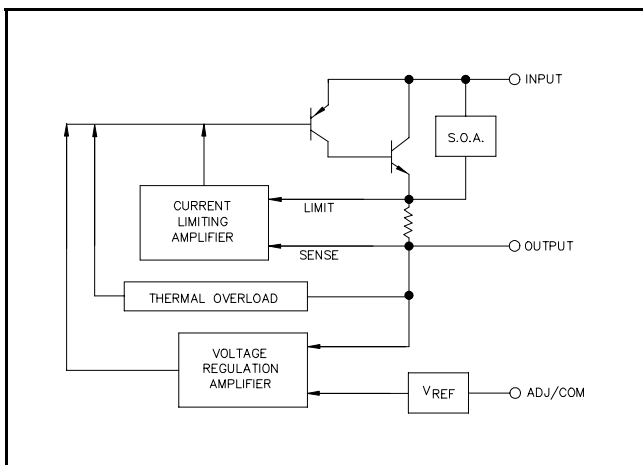 INPUT
S.O.A.
CURRENT
LIMITING
AMPLIFIER
LIMIT
SENSE
OUTPUT
THERMAL OVERLOAD
VOLTAGE
REGULATION
AMPLIFIER
VREF
ADJ/COM